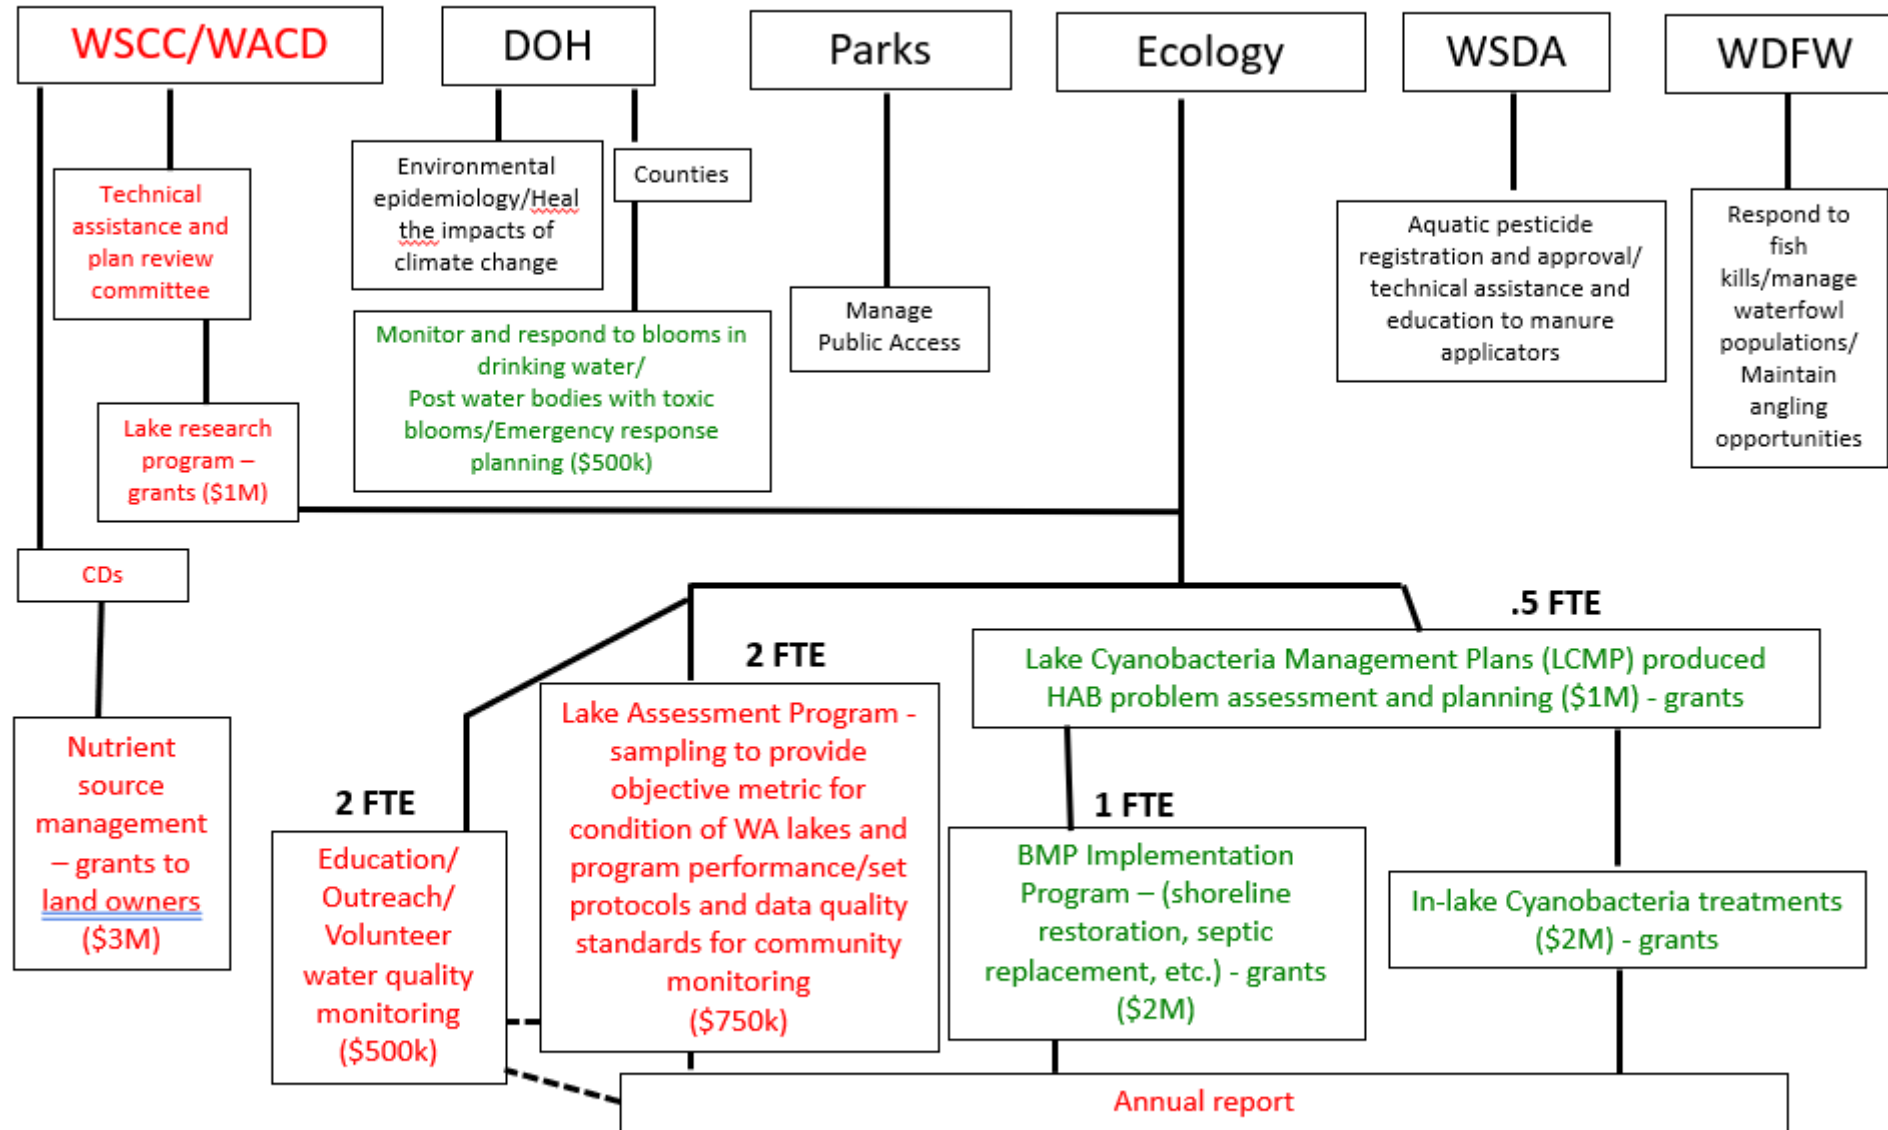 WSCC/WACD
DOH
Parks
Ecology
WSDA
WDFW
Technical
assistance and
plan review
committee
Environmental
epidemiology/Heal
the impacts of
climate change
Counties
Manage
Public Access
Aquatic pesticide
registration and approval/
technical assistance and
education to manure
applicators
Respond to
fish
kills/manage
waterfowl
populations/
Maintain
angling
opportunities
Lake research
program –
grants ($1M)
Monitor and respond to blooms in
drinking water/
Post water bodies with toxic
blooms/Emergency response
planning ($500k)
CDs
Nutrient
source
management
– grants to
land owners
($3M)
2 FTE
Education/
Outreach/
Volunteer
water quality
monitoring
($500k)
2 FTE
Lake Assessment Program -
sampling to provide
objective metric for
condition of WA lakes and
program performance/set
protocols and data quality
standards for community
monitoring
($750k)
.5 FTE
Lake Cyanobacteria Management Plans (LCMP) produced
HAB problem assessment and planning ($1M) - grants
1 FTE
BMP Implementation
Program – (shoreline
restoration, septic
replacement, etc.) - grants
($2M)
In-lake Cyanobacteria treatments
($2M) - grants
Annual report